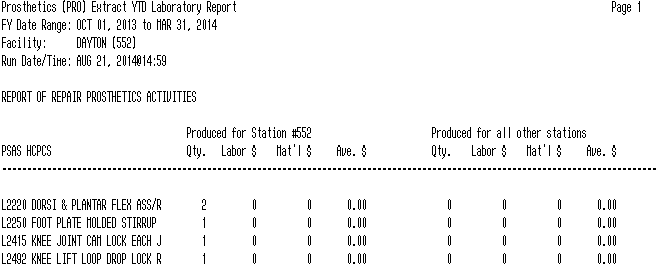 Prosthetics (PRO) Extract YTD Laboratory Report Page 1
FY Date Range: OCT 01, 2013 to MAR 31, 2014
Facility: DAYTON (552)
Run Date/Time: AUG 21, 2014@14:59
REPORT OF REPAIR PROSTHETICS ACTIVITIES
Produced for Station #552 Produced for all other stations
PSAS HCPCS Qty. Labor $ Mat'l $ Ave. $ Qty. Labor $ Mat'l $ Ave. $
--------------------------------------------------------------------------------
L2220 DORSI & PLANTAR FLEX ASS/R 2 0 0 0.00 0 0 0 0.00
L2250 FOOT PLATE MOLDED STIRRUP 1 0 0 0.00 0 0 0 0.00
L2415 KNEE JOINT CAM LOCK EACH J 1 0 0 0.00 0 0 0 0.00
L2492 KNEE LIFT LOOP DROP LOCK R 1 0 0 0.00 0 0 0 0.00